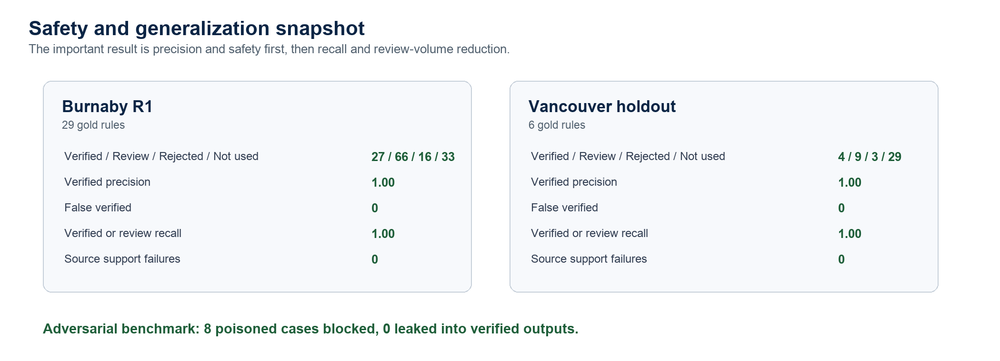 Safety and generalization snapshot
The important result is precision and safety first, then recall and review-volume reduction.
Burnaby R1
29 gold rules
Verified / Review / Rejected / Not used 27 / 66 / 16 / 33
Verified precision 1.00
False verified 0
Verified or review recall 1.00
Source support failures 0
Vancouver holdout
6 gold rules
Verified / Review / Rejected / Not used 4 / 9 / 3 / 29
Verified precision 1.00
False verified 0
Verified or review recall 1.00
Source support failures 0
Adversarial benchmark: 8 poisoned cases blocked, 0 leaked into verified outputs.